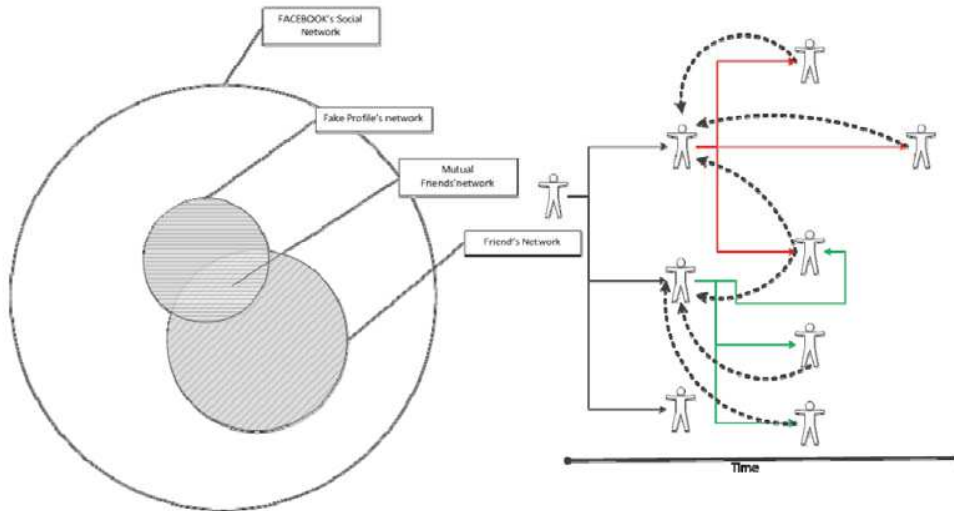 FACEBOOK's Social
Network
Fake Profile's network
Mutual
Friends'network
Friend's Network
Time